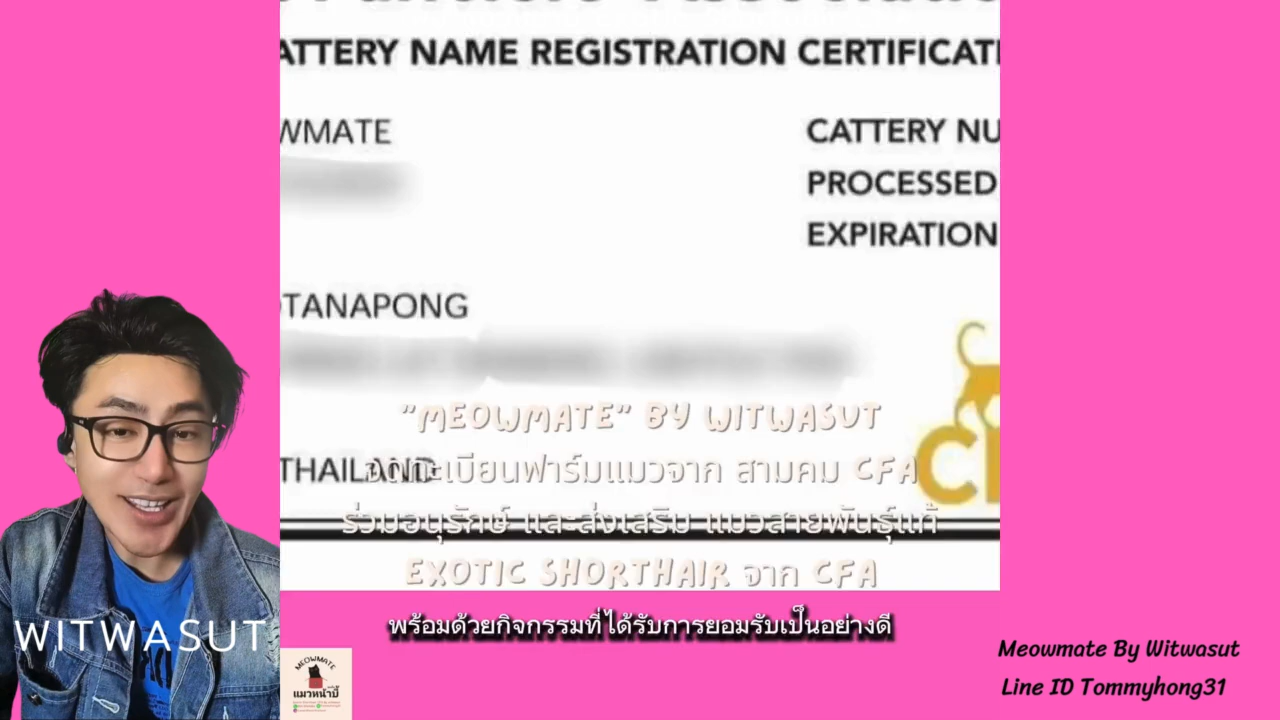 ATTERY NAME REGISTRATION CERTIFICATI
WMATE
CATTERY NU
PROCESSED
EXPIRATION
OTANAPONG
THAILAND
"MEOWMATE" BY WITWASUT
จดทะเบียนฟาร์มแมวจาก สามคม CFA
ร่วมอนุรักษ์ และส่งเสริม แมวสายพันธุ์แท้
EXOTIC SHORTHAIR จาก CFA
พร้อมด้วยกิจกรรมที่ได้รับการยอมรับเป็นอย่างดี
WITWASUT
MEOWMATE
แมวหน้าบี้
Meowmate By Witwasut
Line ID Tommyhong31